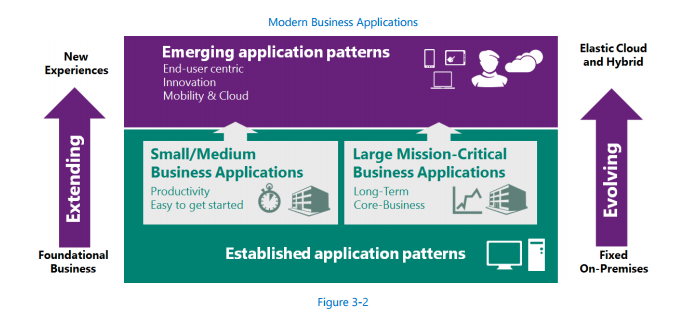 Modern Business Applications
New
Experiences
Extending
Foundational
Business
Emerging application patterns
End-user centric
Innovation
Mobility & Cloud
Small/Medium
Business Applications
Productivity
Easy to get started
Large Mission-Critical
Business Applications
Long-Term
Core-Business
Established application patterns
Elastic Cloud
and Hybrid
Evolving
Fixed
On-Premises
Figure 3-2